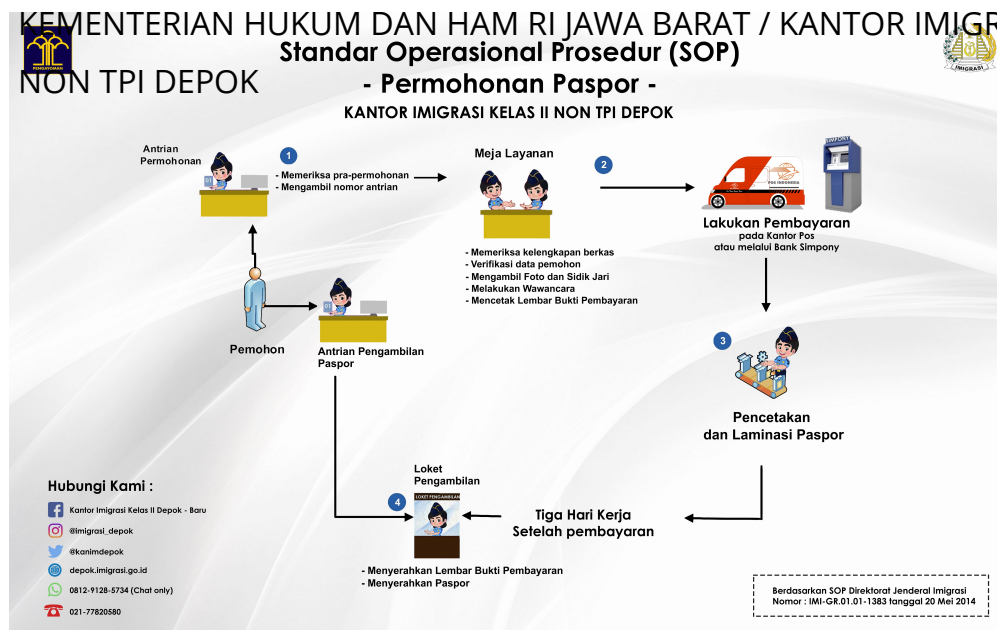 KEMENTERIAN HUKUM DAN HAM RI JAWA BARAT / KANTOR IMIGR
NON TPI DEPOK
PENGAYOMAN
IMIGRASI
Standar Operasional Prosedur (SOP)
- Permohonan Paspor -
KANTOR IMIGRASI KELAS II NON TPI DEPOK
Antrian
Permohonan
1
- Memeriksa pra-permohonan
- Mengambil nomor antrian
Meja Layanan
2
- Memeriksa kelengkapan berkas
- Verifikasi data pemohon
- Mengambil Foto dan Sidik Jari
- Melakukan Wawancara
- Mencetak Lembar Bukti Pembayaran
POS INDONESIA
SIMPONI
Lakukan Pembayaran
pada Kantor Pos
atau melalui Bank Simpony
Pemohon
Antrian Pengambilan
Paspor
3
Pencetakan
dan Laminasi Paspor
Tiga Hari Kerja
Setelah pembayaran
Loket
Pengambilan
4
LOKET PENGAMBILAN
- Menyerahkan Lembar Bukti Pembayaran
- Menyerahkan Paspor
Hubungi Kami :
Kantor Imigrasi Kelas II Depok - Baru
@imigrasi_depok
@kanimdepok
depok.imigrasi.go.id
0812-9128-5734 (Chat only)
021-77820580
Berdasarkan SOP Direktorat Jenderal Imigrasi
Nomor : IMI-GR.01.01-1383 tanggal 20 Mei 2014